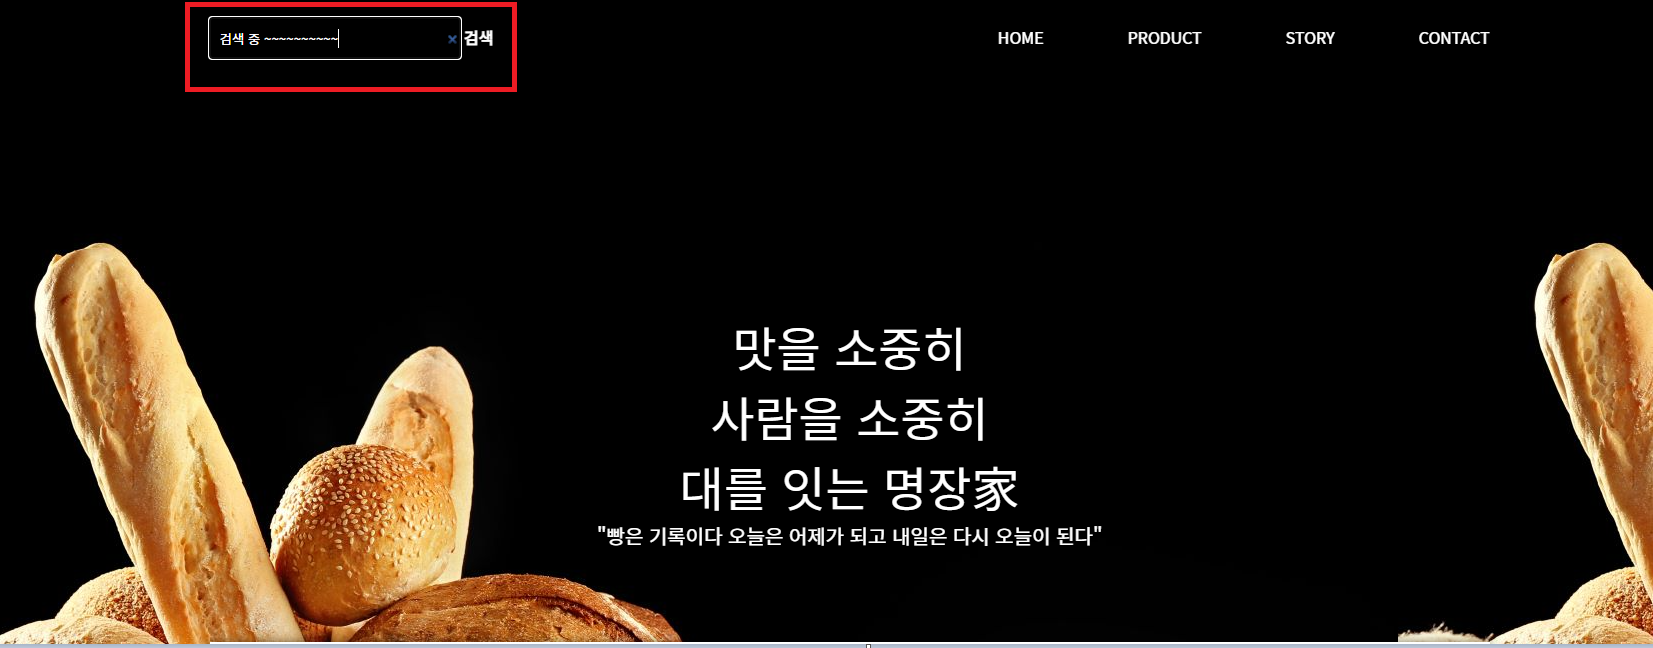 검색 중 ~~~~~~~~~~ × 검색
HOME PRODUCT STORY CONTACT
맛을 소중히
사람을 소중히
대를 잇는 명장家
"빵은 기록이다 오늘은 어제가 되고 내일은 다시 오늘이 된다"